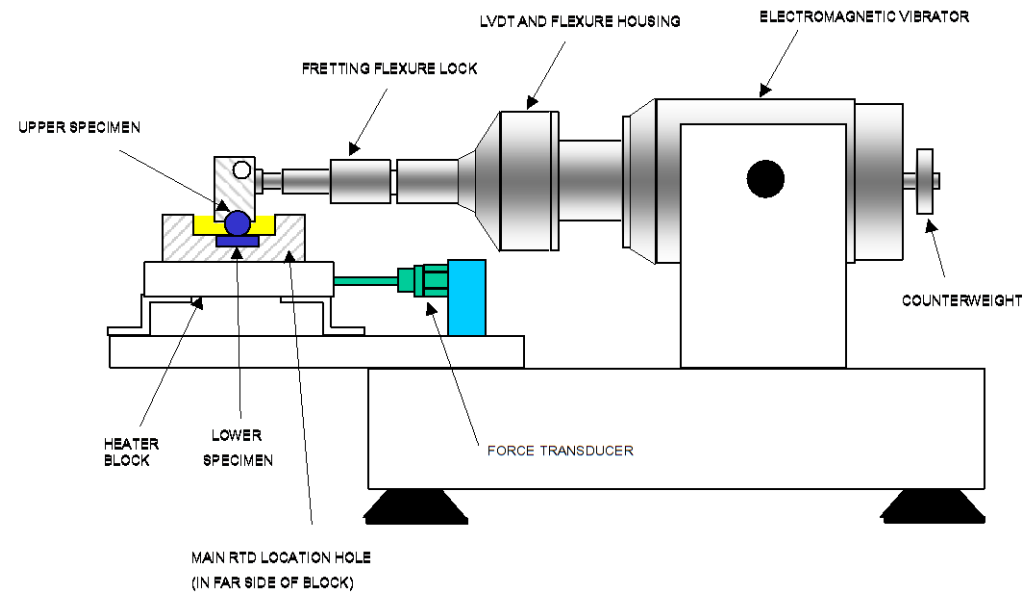 ELECTROMAGNETIC VIBRATOR
LVDT AND FLEXURE HOUSING
FRETTING FLEXURE LOCK
UPPER SPECIMEN
COUNTERWEIGHT
HEATER
BLOCK
LOWER
SPECIMEN
FORCE TRANSDUCER
MAIN RTD LOCATION HOLE
(IN FAR SIDE OF BLOCK)